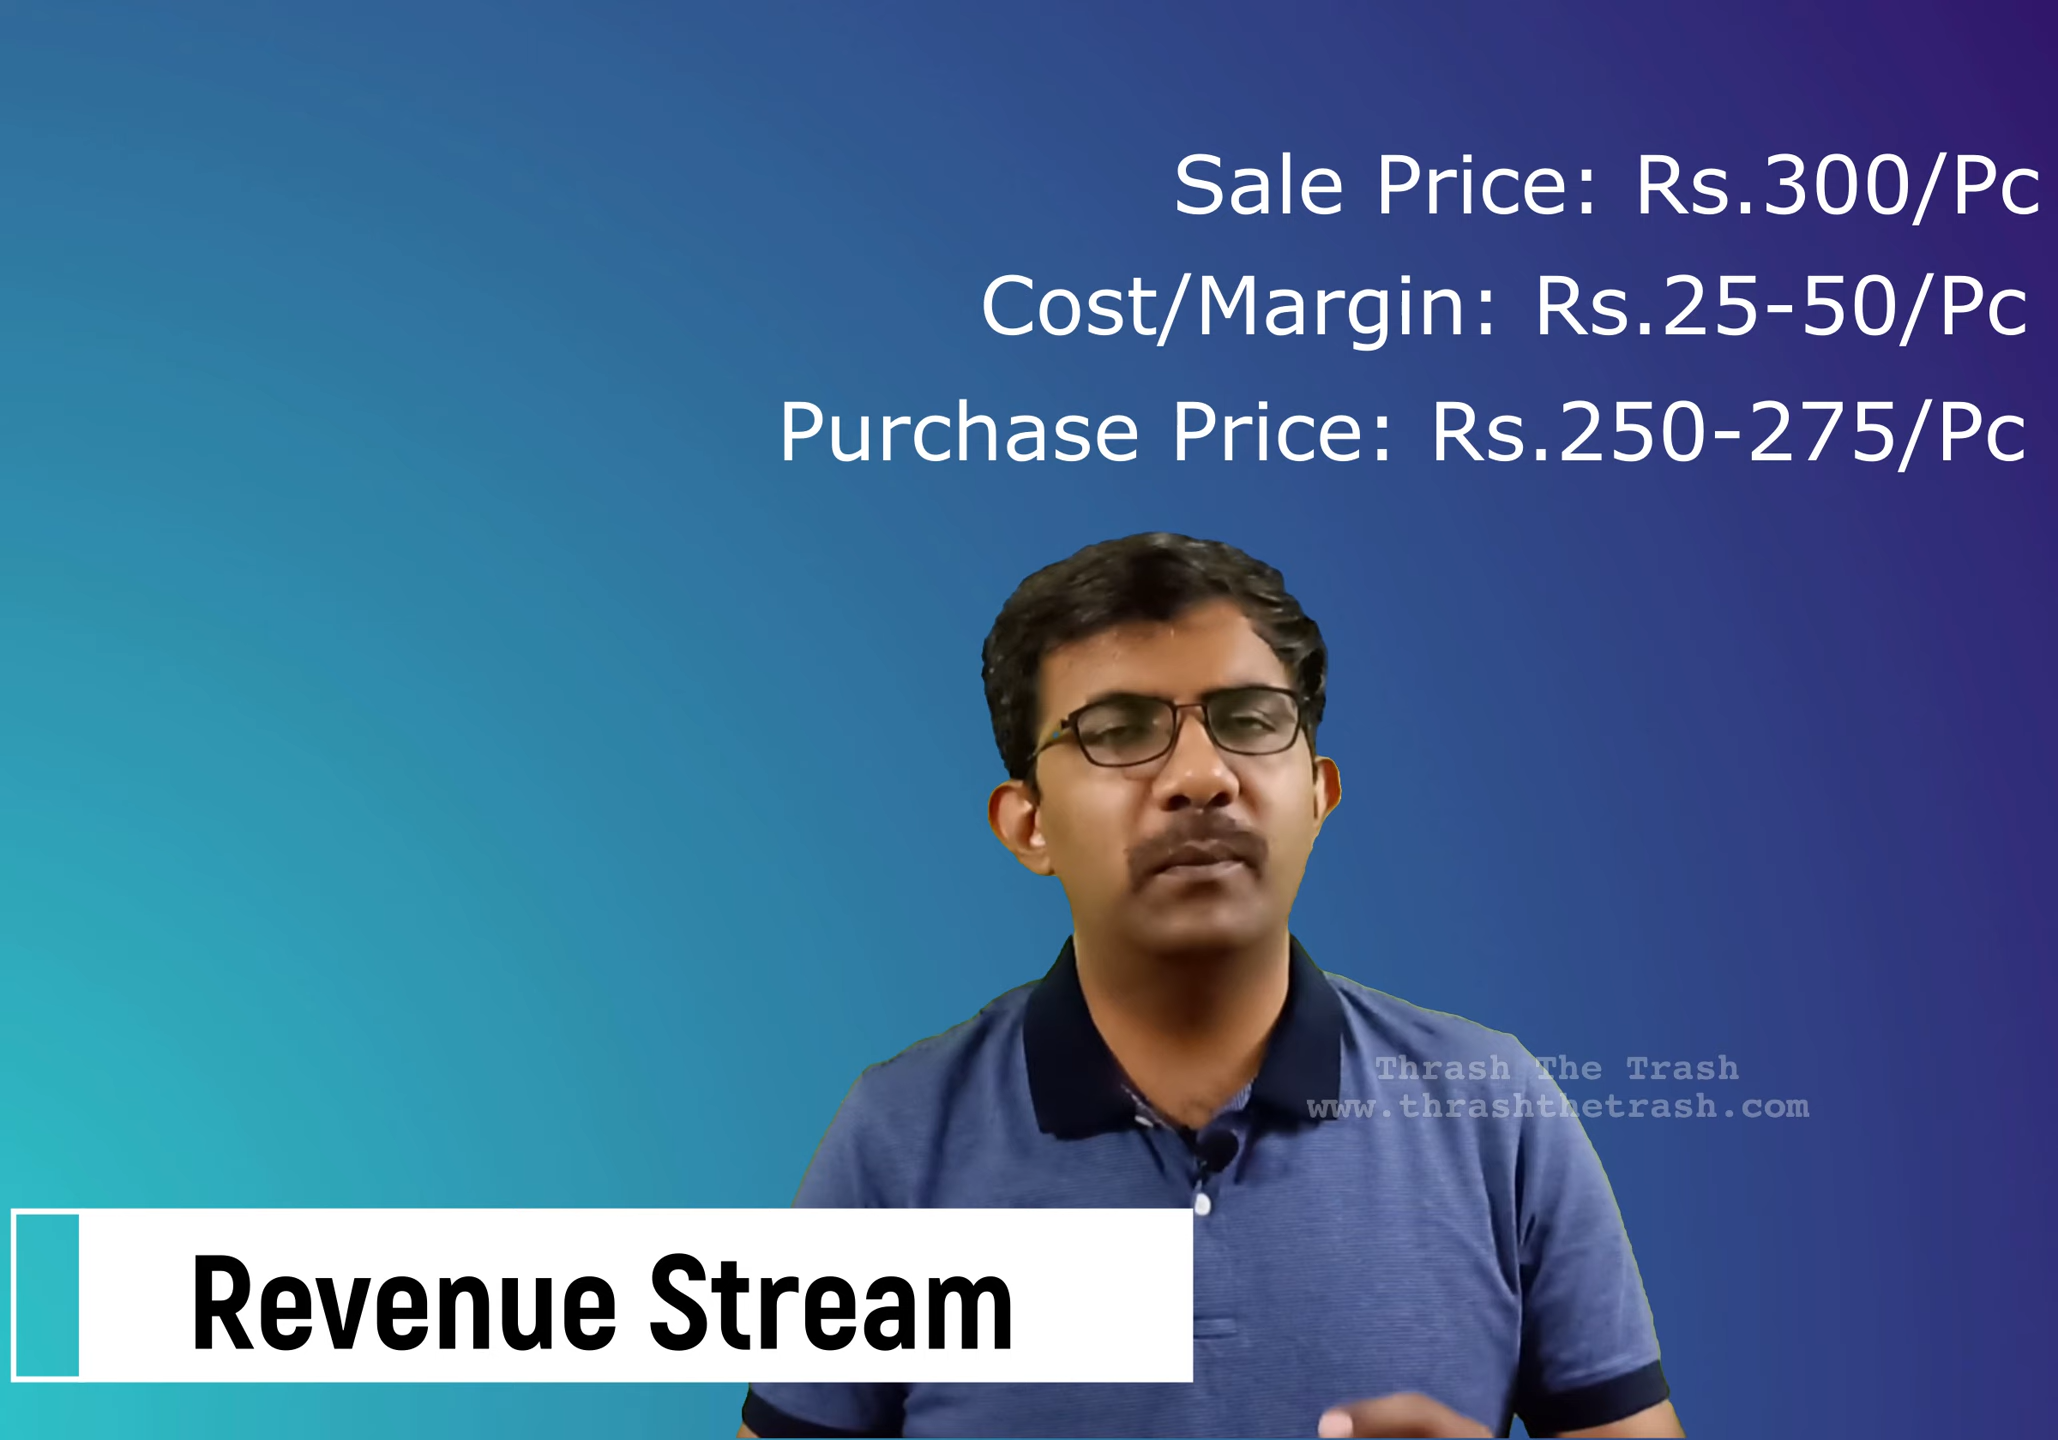 Sale Price: Rs.300/Pc
Cost/Margin: Rs.25-50/Pc
Purchase Price: Rs.250-275/Pc
Thrash The Trash
www.thrashthetrash.com
Revenue Stream